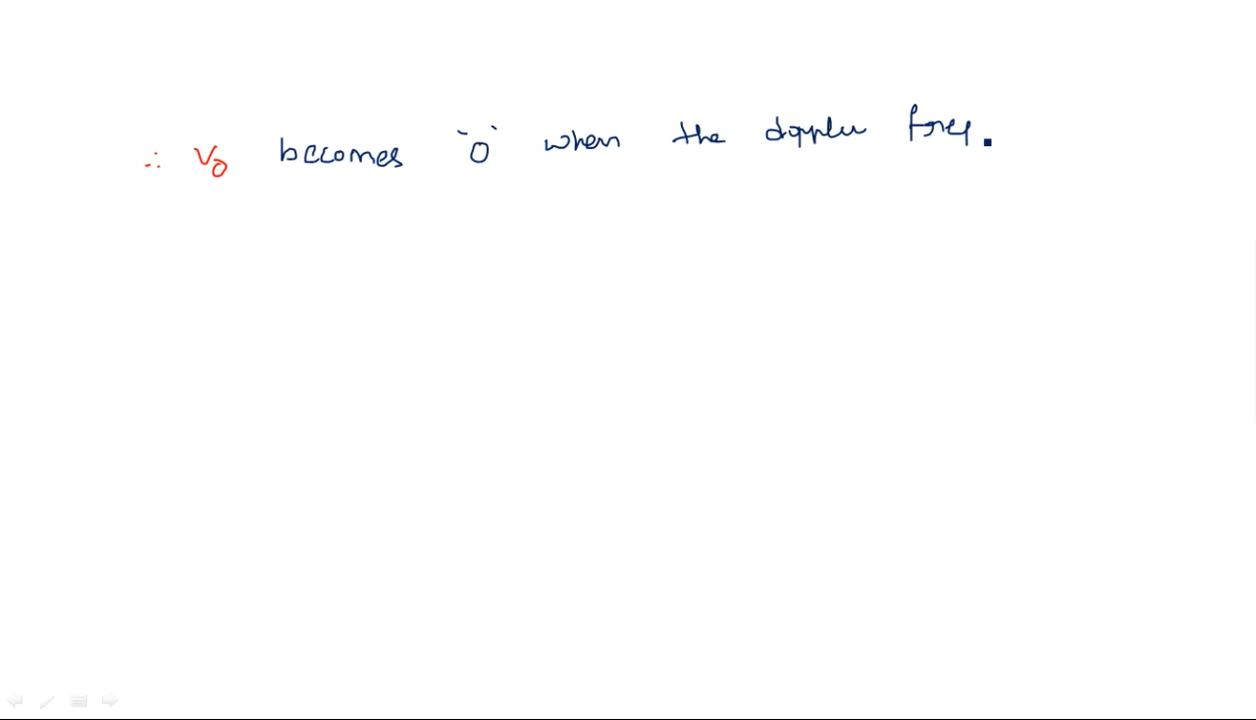 ∴ V₀ becomes '0' when the doppler freq.